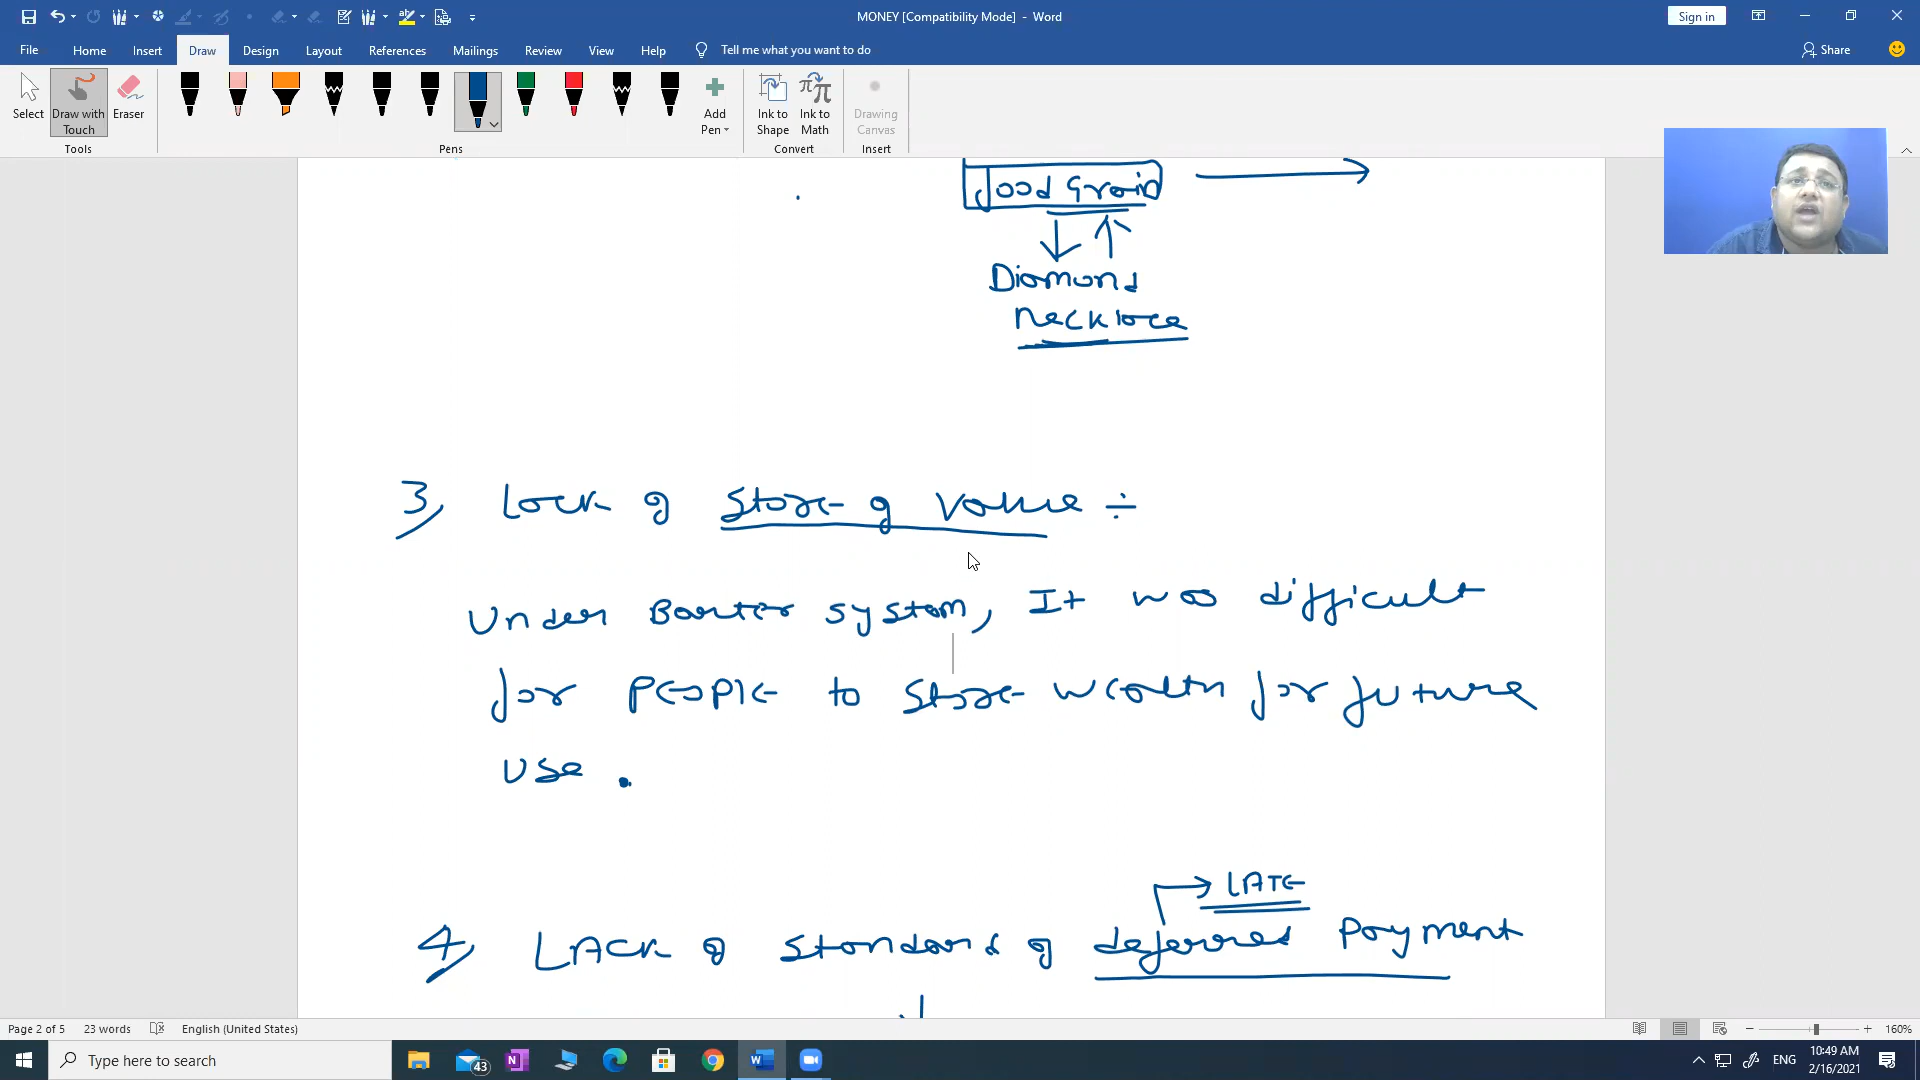 MONEY [Compatibility Mode] - Word
Sign in
File Home Insert Draw Design Layout References Mailings Review View Help Tell me what you want to do
Share
Select
Draw with Touch
Eraser
Add Pen
Ink to Shape
Ink to Math
Drawing Canvas
Tools
Pens
Convert
Insert
food Grain
Diamond
necklace
3, Lack of store of value ÷
Under Barter system, It was difficult
for people to store wealth for future
use .
LATE
4, LACK of standard of deferred Payment
Page 2 of 5 23 words English (United States)
160%
Type here to search
43
ENG
10:49 AM
2/16/2021